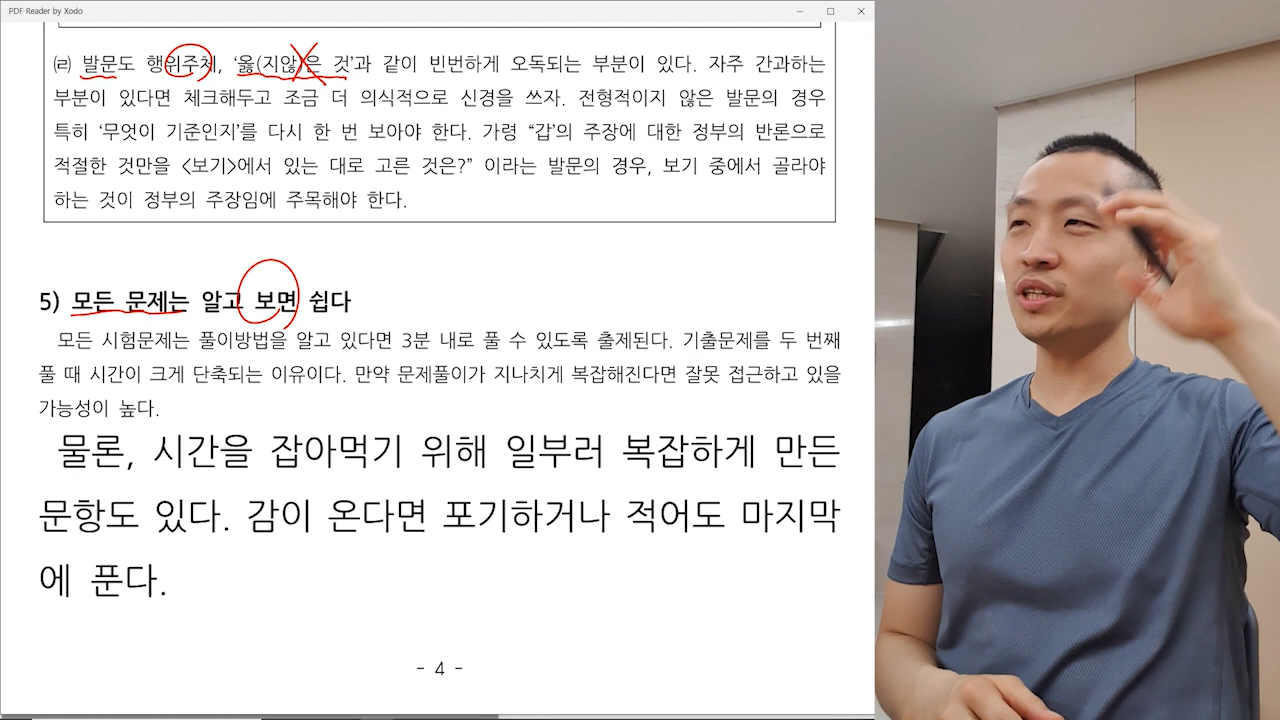 PDF Reader by Xodo
㈃ 발문도 행위주체, ‘옳(지않)은 것’과 같이 빈번하게 오독되는 부분이 있다. 자주 간과하는
부분이 있다면 체크해두고 조금 더 의식적으로 신경을 쓰자. 전형적이지 않은 발문의 경우
특히 ‘무엇이 기준인지’를 다시 한 번 보아야 한다. 가령 “갑’의 주장에 대한 정부의 반론으로
적절한 것만을 <보기>에서 있는 대로 고른 것은?” 이라는 발문의 경우, 보기 중에서 골라야
하는 것이 정부의 주장임에 주목해야 한다.
5) 모든 문제는 알고 보면 쉽다
모든 시험문제는 풀이방법을 알고 있다면 3분 내로 풀 수 있도록 출제된다. 기출문제를 두 번째
풀 때 시간이 크게 단축되는 이유이다. 만약 문제풀이가 지나치게 복잡해진다면 잘못 접근하고 있을
가능성이 높다.
물론, 시간을 잡아먹기 위해 일부러 복잡하게 만든
문항도 있다. 감이 온다면 포기하거나 적어도 마지막
에 푼다.
- 4 -